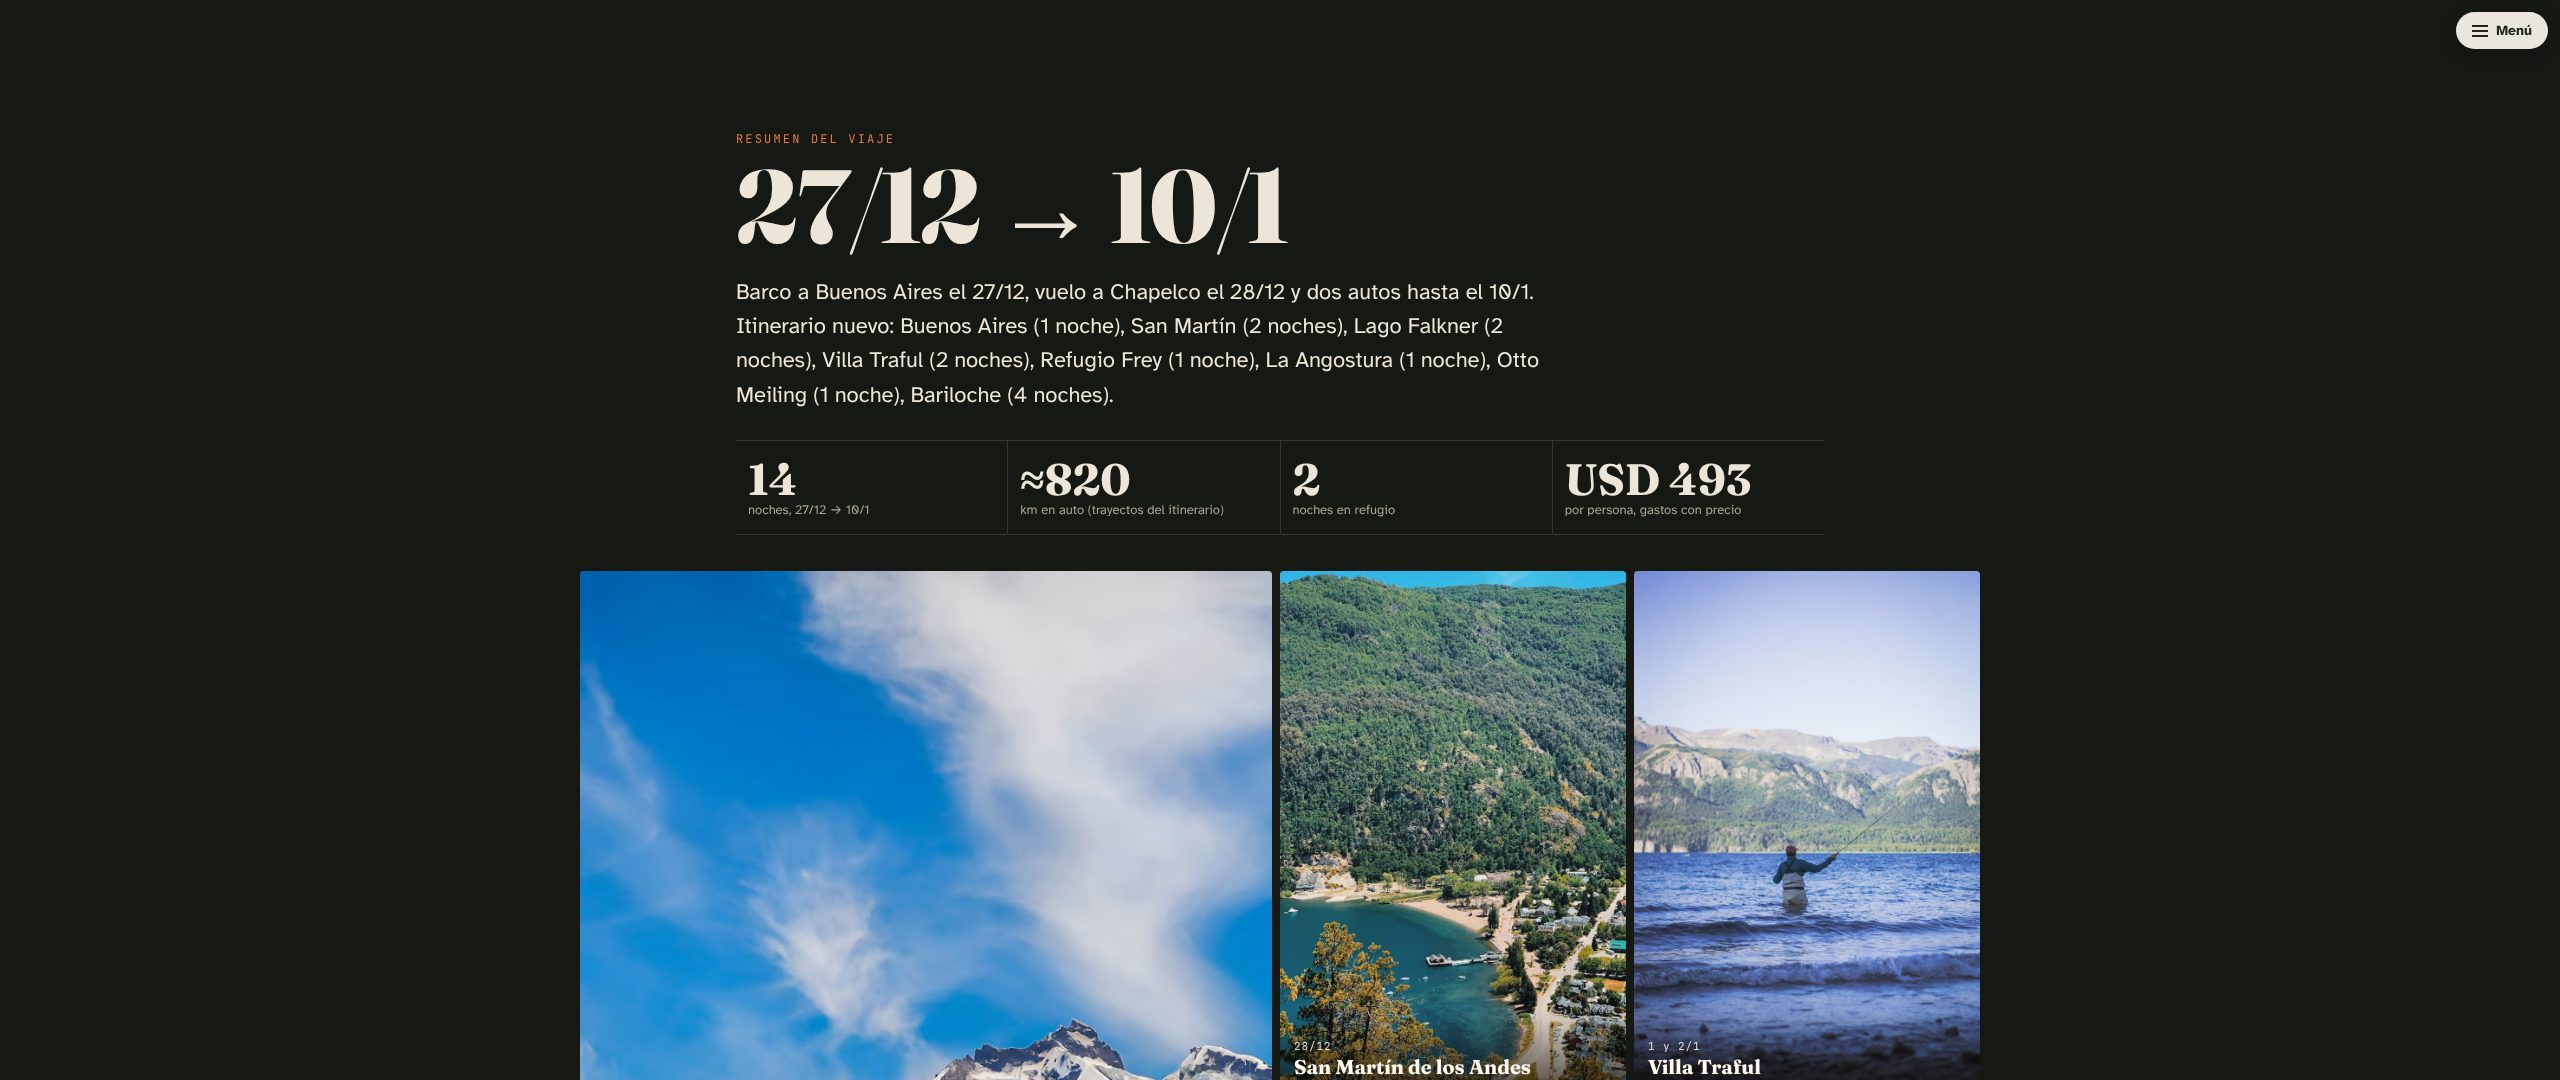 Menú
RESUMEN DEL VIAJE
27/12 → 10/1
Barco a Buenos Aires el 27/12, vuelo a Chapelco el 28/12 y dos autos hasta el 10/1.
Itinerario nuevo: Buenos Aires (1 noche), San Martín (2 noches), Lago Falkner (2
noches), Villa Traful (2 noches), Refugio Frey (1 noche), La Angostura (1 noche), Otto
Meiling (1 noche), Bariloche (4 noches).
14
noches, 27/12 → 10/1
≈820
km en auto (trayectos del itinerario)
2
noches en refugio
USD 493
por persona, gastos con precio
28/12
San Martín de los Andes
1 y 2/1
Villa Traful